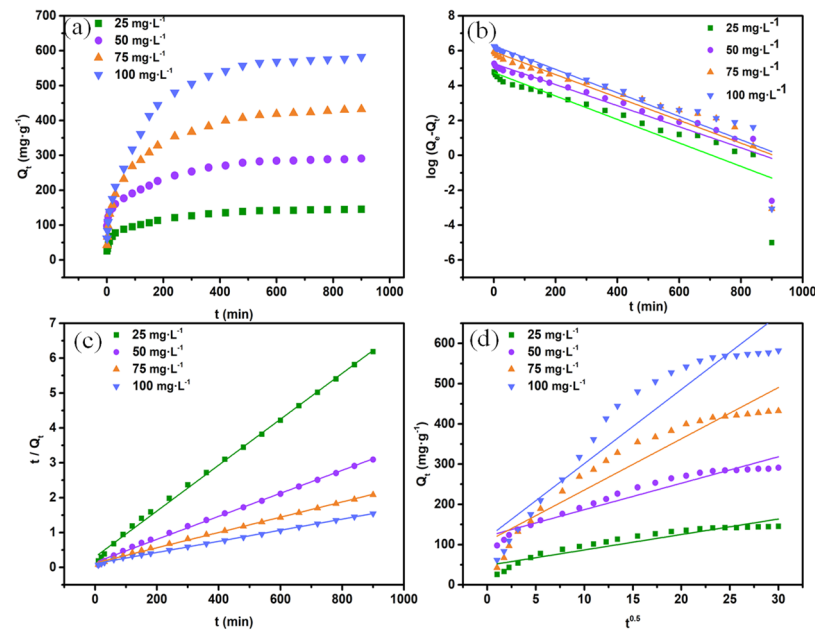 a)
25 mg·L-1
50 mg·L-1
75 mg·L-1
100 mg·L-1
700
600
500
400
300
200
100
0
Qt (mg·g-1)
0 200 400 600 800 1000
t (min)
b)
25 mg·L-1
50 mg·L-1
75 mg·L-1
100 mg·L-1
8
6
4
2
0
-2
-4
-6
log (Qe-Qt)
0 200 400 600 800 1000
t (min)
(c)
25 mg·L-1
50 mg·L-1
75 mg·L-1
100 mg·L-1
7
6
5
4
3
2
1
0
t / Qt
0 200 400 600 800 1000
t (min)
(d)
25 mg·L-1
50 mg·L-1
75 mg·L-1
100 mg·L-1
600
500
400
300
200
100
0
Qt (mg·g-1)
0 5 10 15 20 25 30
t0.5